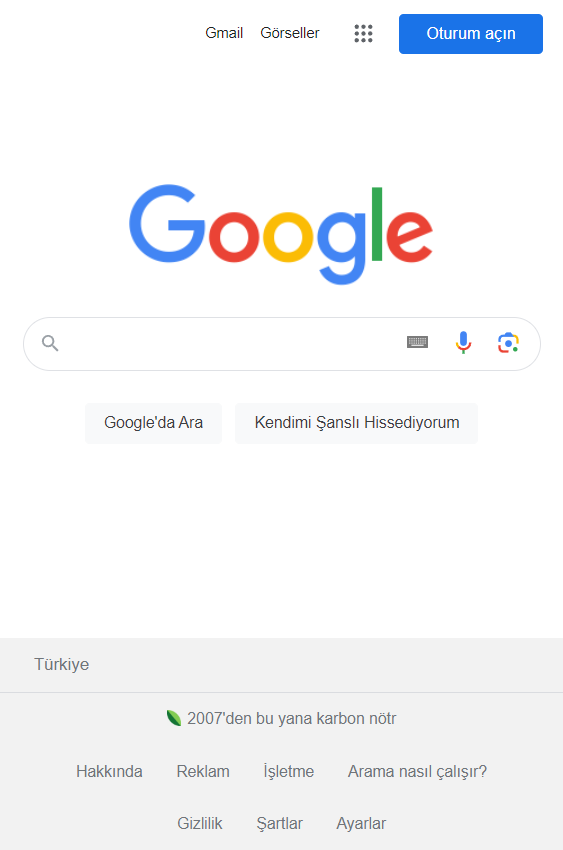 Gmail Görseller Oturum açın
Google
Google'da Ara Kendimi Şanslı Hissediyorum
Türkiye
2007'den bu yana karbon nötr
Hakkında Reklam İşletme Arama nasıl çalışır?
Gizlilik Şartlar Ayarlar